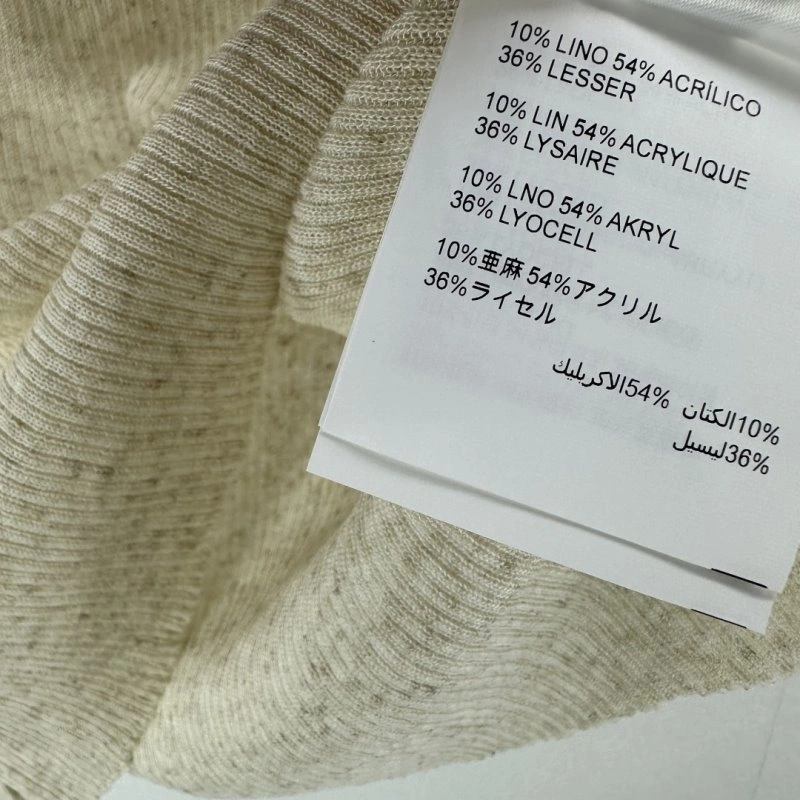 10% LINO 54% ACRÍLICO
36% LESSER
10% LIN 54% ACRYLIQUE
36% LYSAIRE
10% LNO 54% AKRYL
36% LYOCELL
10%亜麻 54%アクリル
36%ライセル
10%الكتان 54%الاكريليك
36%ليسيل